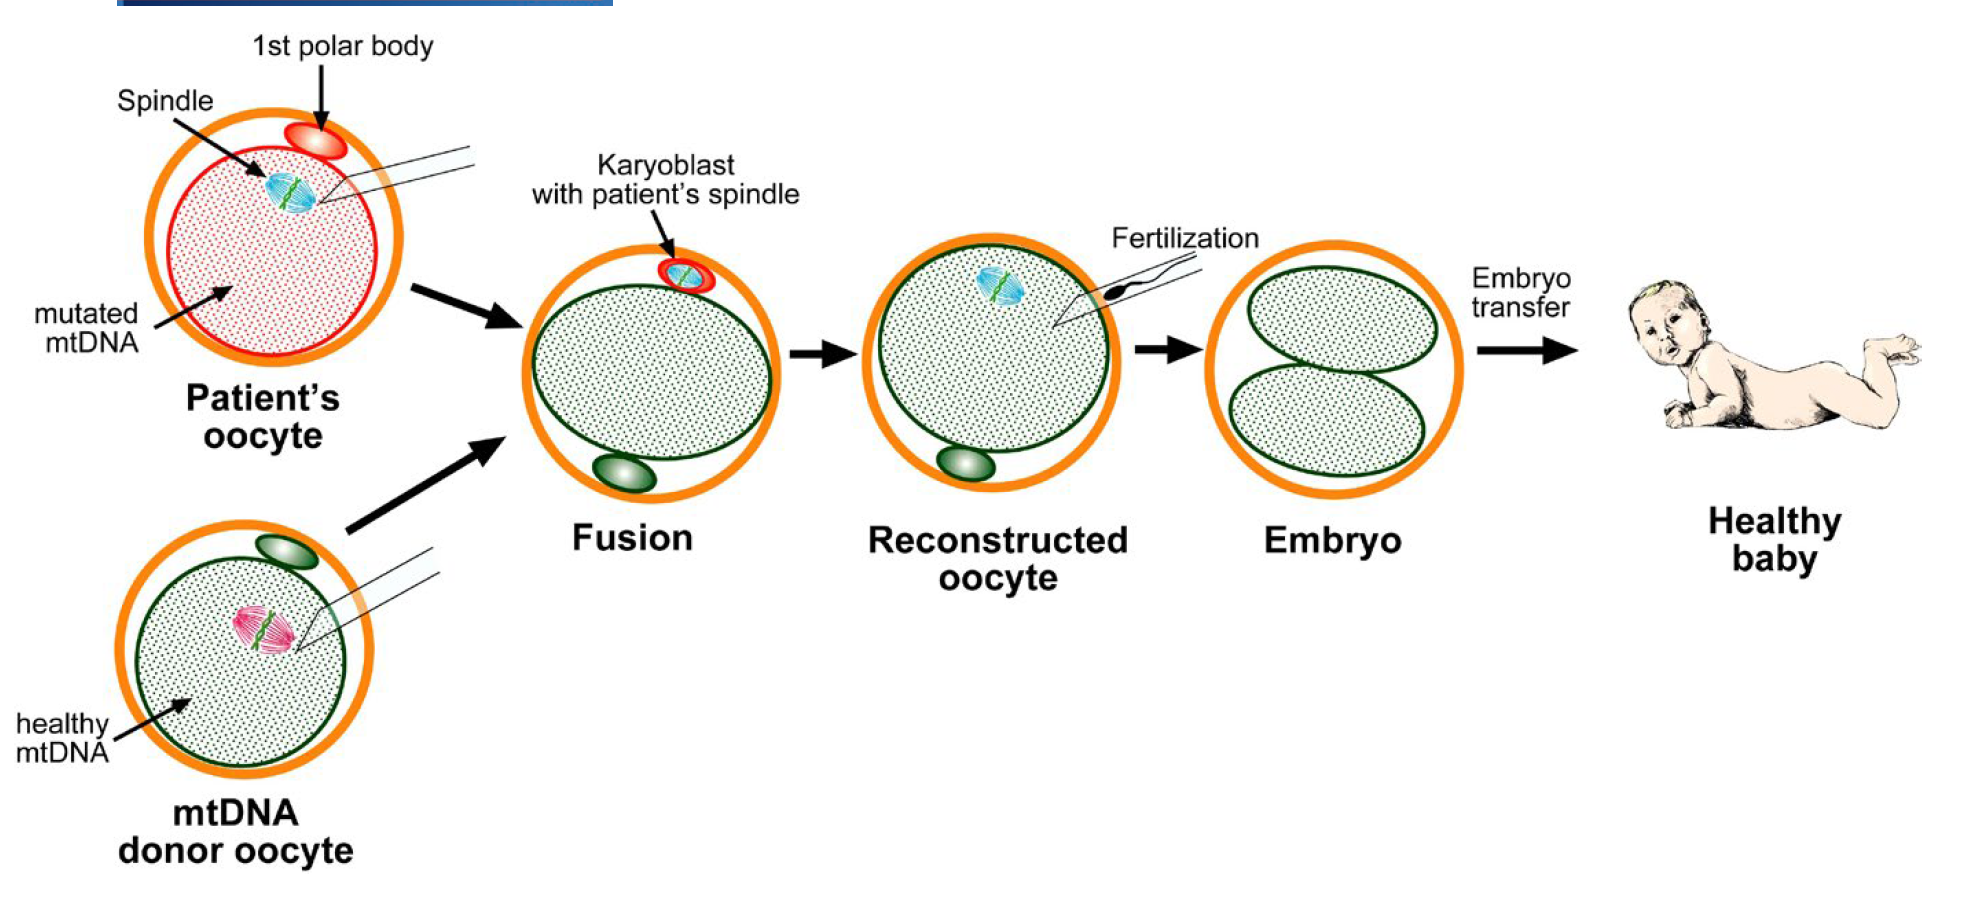 1st polar body
Spindle
mutated
mtDNA
Patient's
oocyte
healthy
mtDNA
mtDNA
donor oocyte
Karyoblast
with patient's spindle
Fusion
Fertilization
Reconstructed
oocyte
Embryo
Embryo
transfer
Healthy
baby